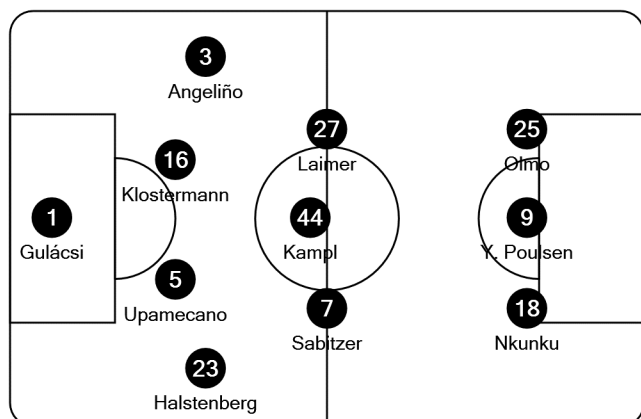 3
Angeliño
27
Laimer
25
Olmo
16
Klostermann
1
Gulácsi
44
Kampl
9
Y. Poulsen
5
Upamecano
7
Sabitzer
18
Nkunku
23
Halstenberg